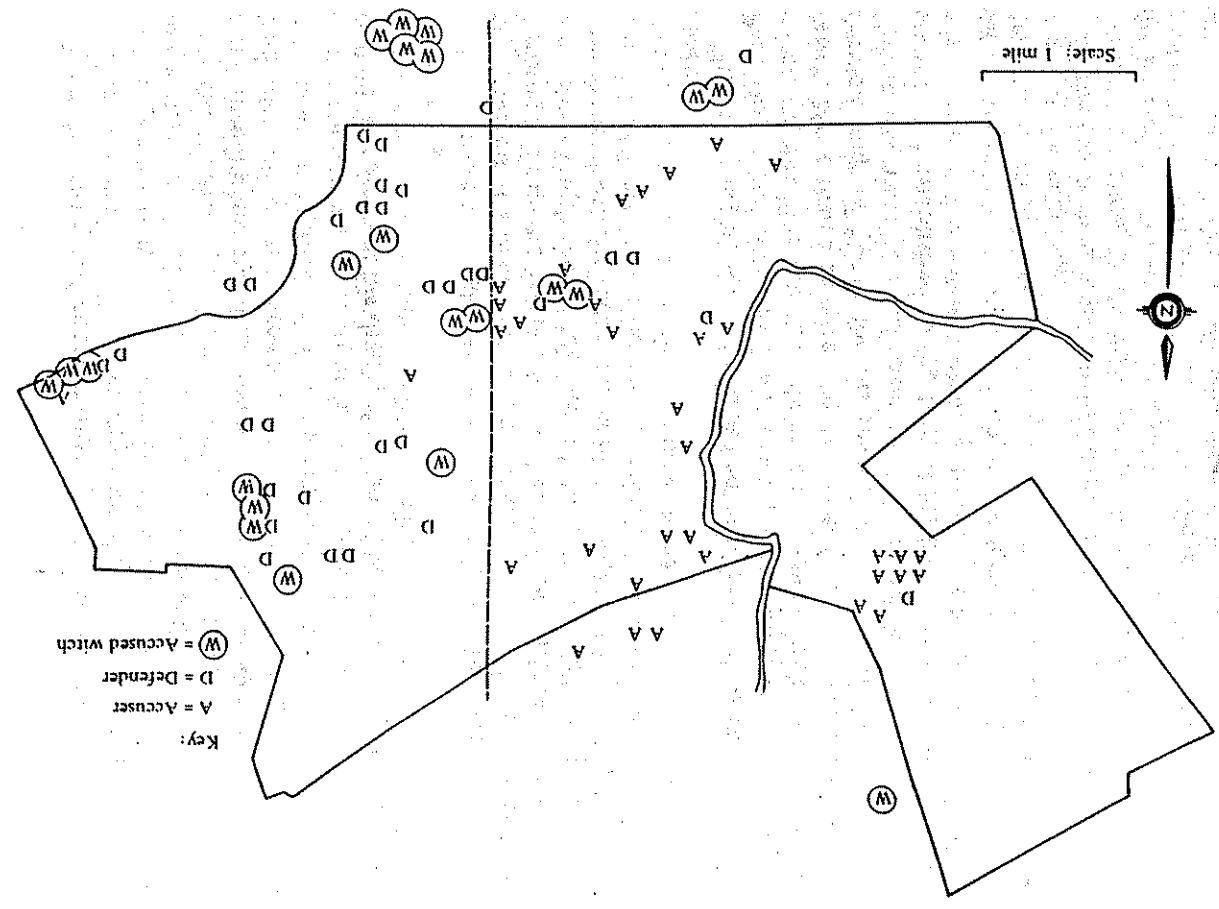 W
Key:
A = Accuser
D = Defender
W = Accused witch
A
A A
A A
D
A
A A A W
A
A A A A D D D
A
A A
D D W
W
D D W
W
A D D
D D
A
W
A
W
D W
D
A
A A A
A
N
D W W
A D A
W W A D D
D D
A D D
W
D D
W
D
D D
A
A D D
A
A
A D D
D
W W
Scale: 1 mile
D W W
W W
W